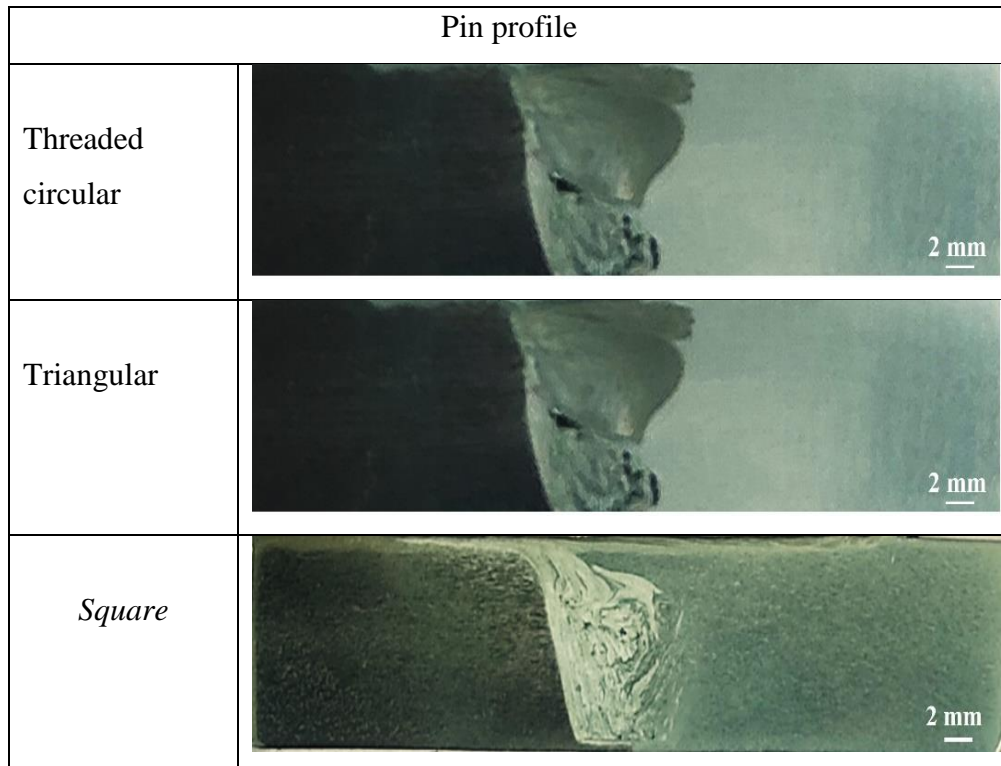 Pin profile
Threaded
circular
2 mm
Triangular
2 mm
Square
2 mm